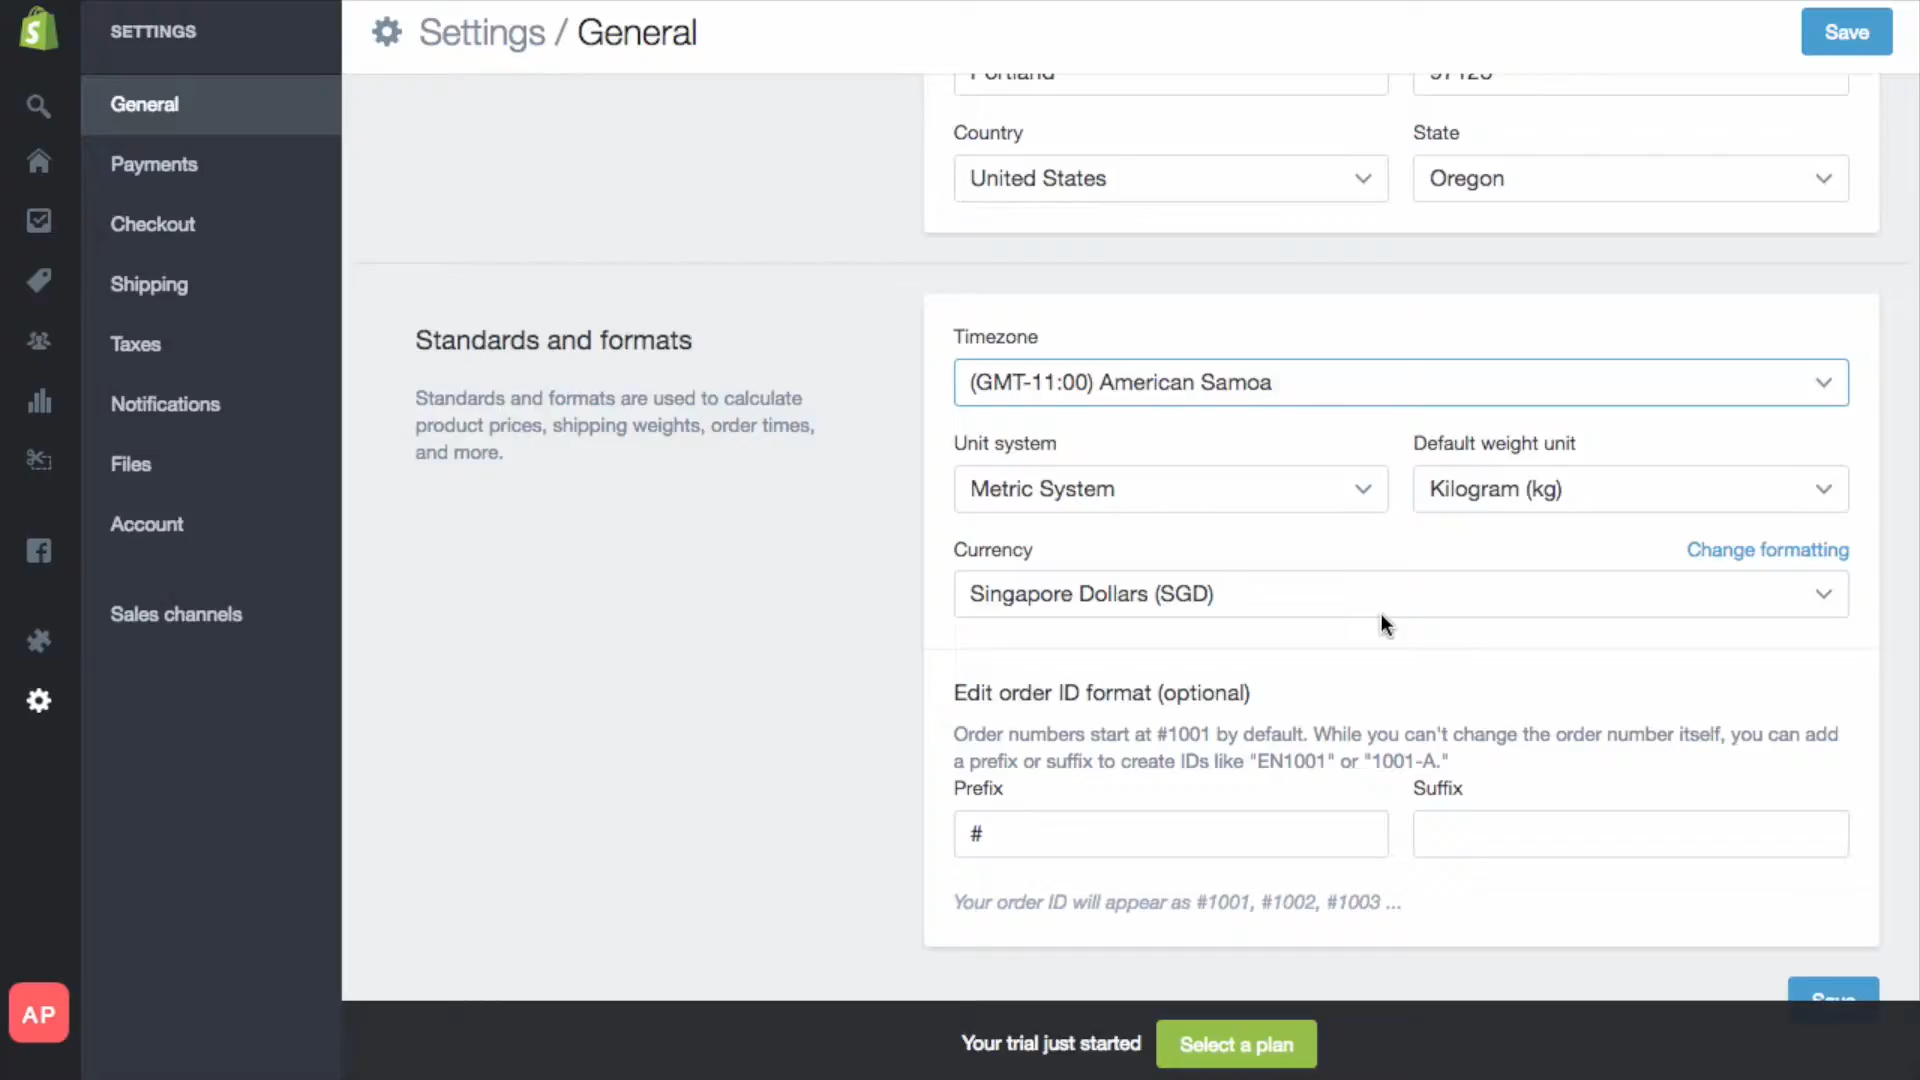 SETTINGS
Settings / General
Save
General
Payments
Checkout
Shipping
Taxes
Notifications
Files
Account
Sales channels
Portland
97123
Country
State
United States
Oregon
Standards and formats
Standards and formats are used to calculate
product prices, shipping weights, order times,
and more.
Timezone
(GMT-11:00) American Samoa
Unit system
Default weight unit
Metric System
Kilogram (kg)
Currency
Change formatting
Singapore Dollars (SGD)
Edit order ID format (optional)
Order numbers start at #1001 by default. While you can't change the order number itself, you can add
a prefix or suffix to create IDs like "EN1001" or "1001-A."
Prefix
Suffix
#
Your order ID will appear as #1001, #1002, #1003 ...
Save
AP
Your trial just started
Select a plan